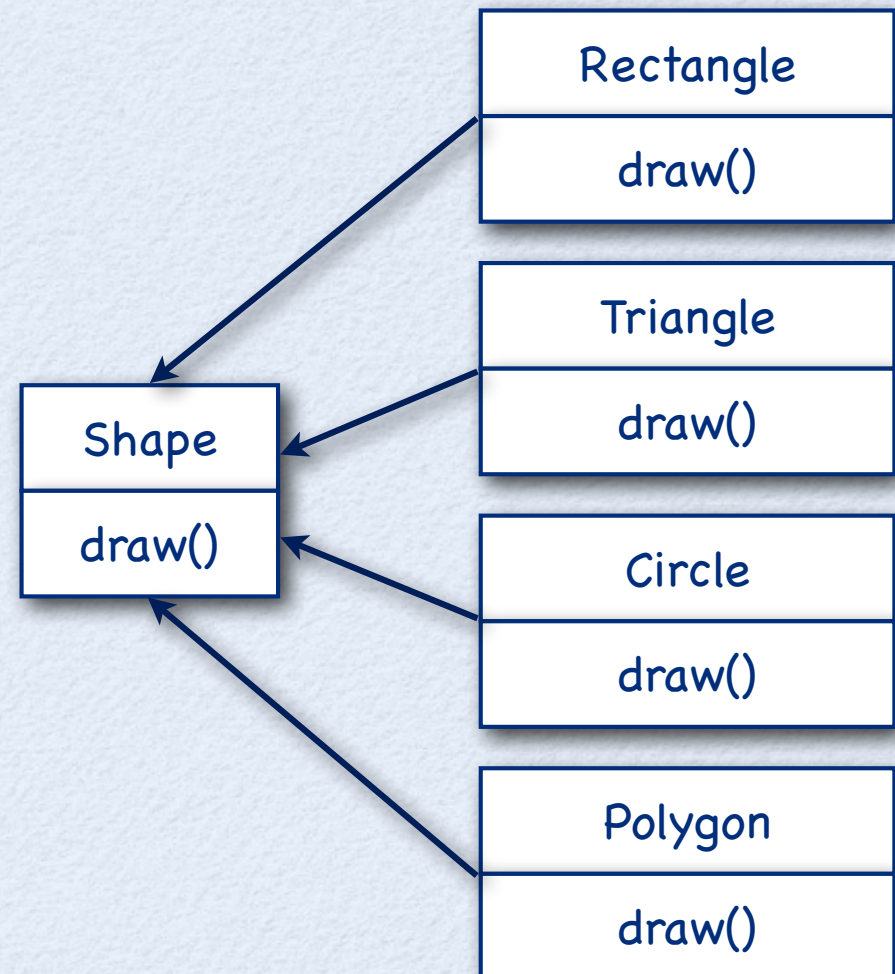 Rectangle
draw()
Triangle
draw()
Shape
draw()
Circle
draw()
Polygon
draw()